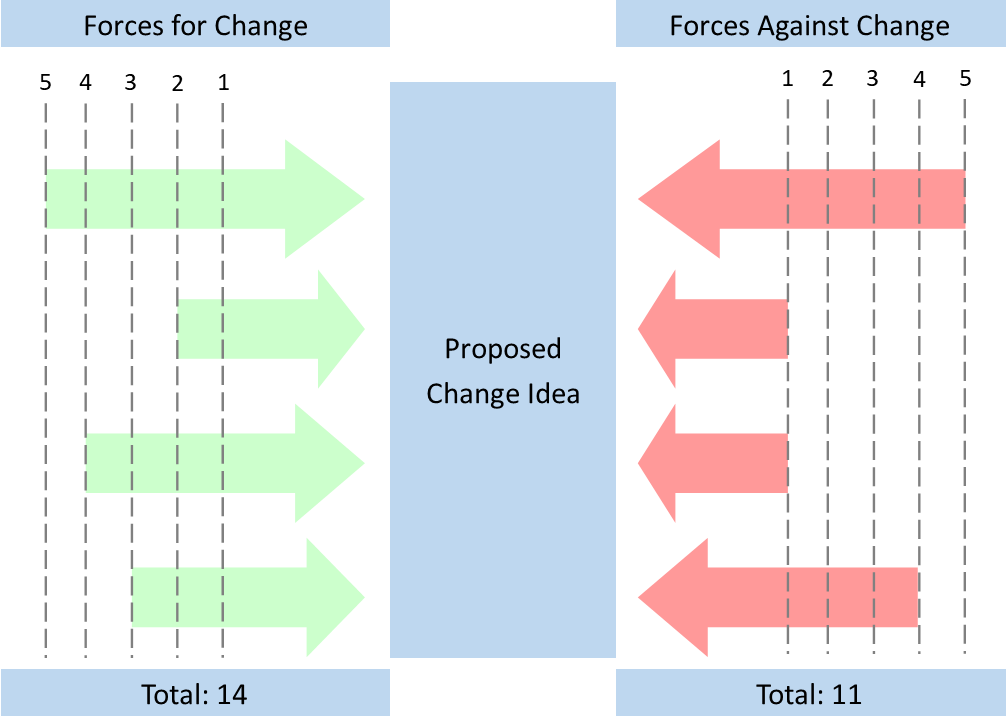 Forces for Change
Forces Against Change
5 4 3 2 1
1 2 3 4 5
Proposed
Change Idea
Total: 14
Total: 11